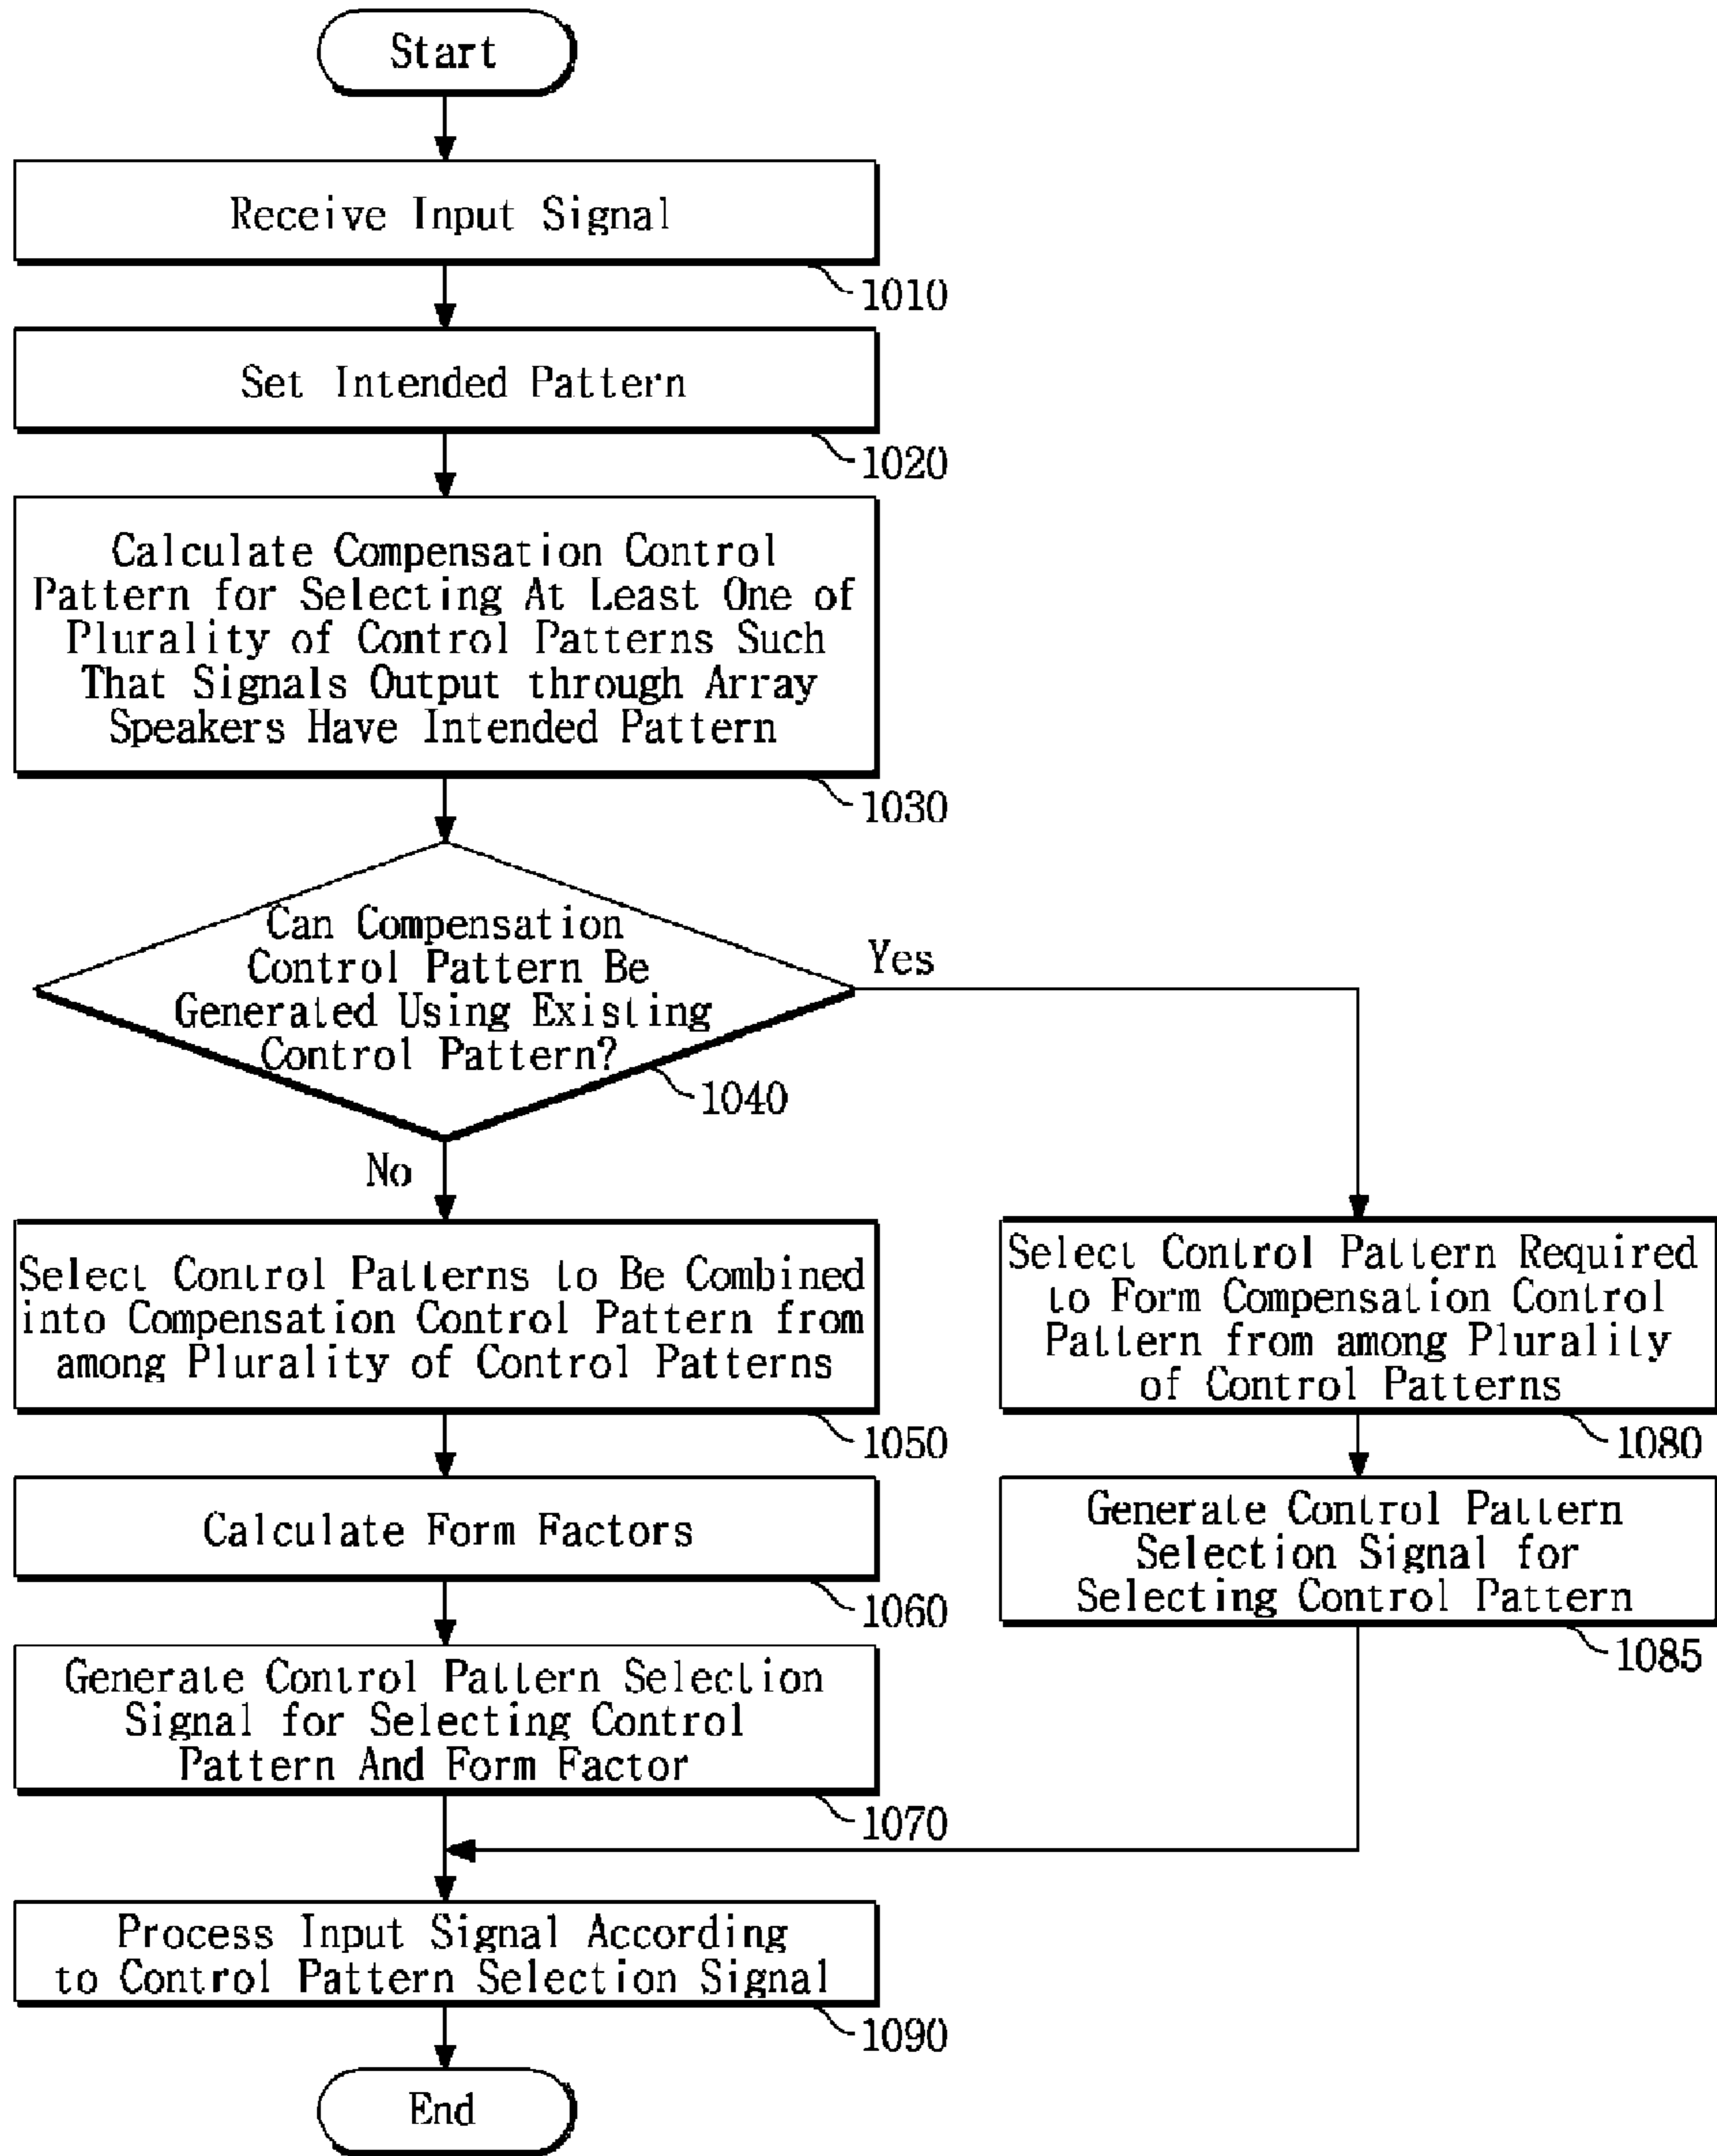 Start
Receive Input Signal
1010
Set Intended Pattern
1020
Calculate Compensation Control
Pattern for Selecting At Least One of
Plurality of Control Patterns Such
That Signals Output through Array
Speakers Have Intended Pattern
1030
Can Compensation
Control Pattern Be
Generated Using Existing
Control Pattern?
1040
Yes
No
Select Control Patterns to Be Combined
into Compensation Control Pattern from
among Plurality of Control Patterns
1050
Calculate Form Factors
1060
Generate Control Pattern Selection
Signal for Selecting Control
Pattern And Form Factor
1070
Select Control Pattern Required
to Form Compensation Control
Pattern from among Plurality
of Control Patterns
1080
Generate Control Pattern
Selection Signal for
Selecting Control Pattern
1085
Process Input Signal According
to Control Pattern Selection Signal
1090
End